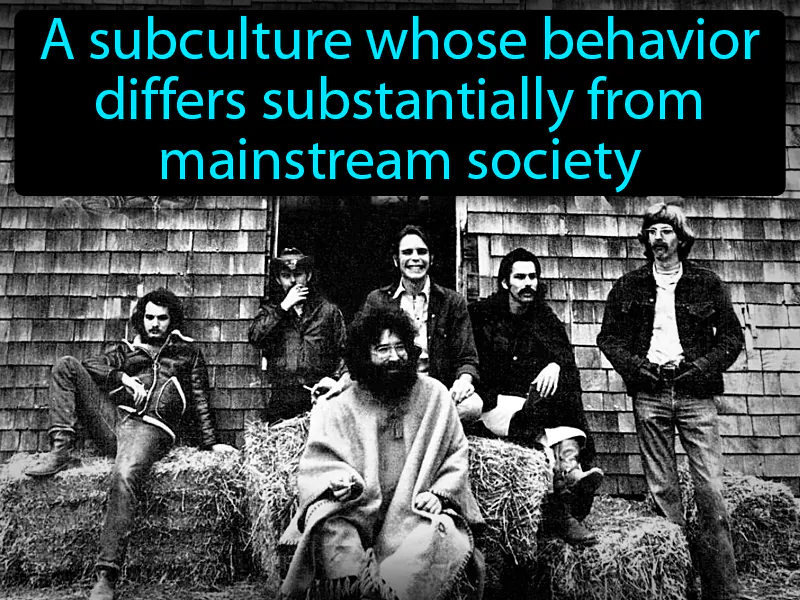 A subculture whose behavior
differs substantially from
mainstream society